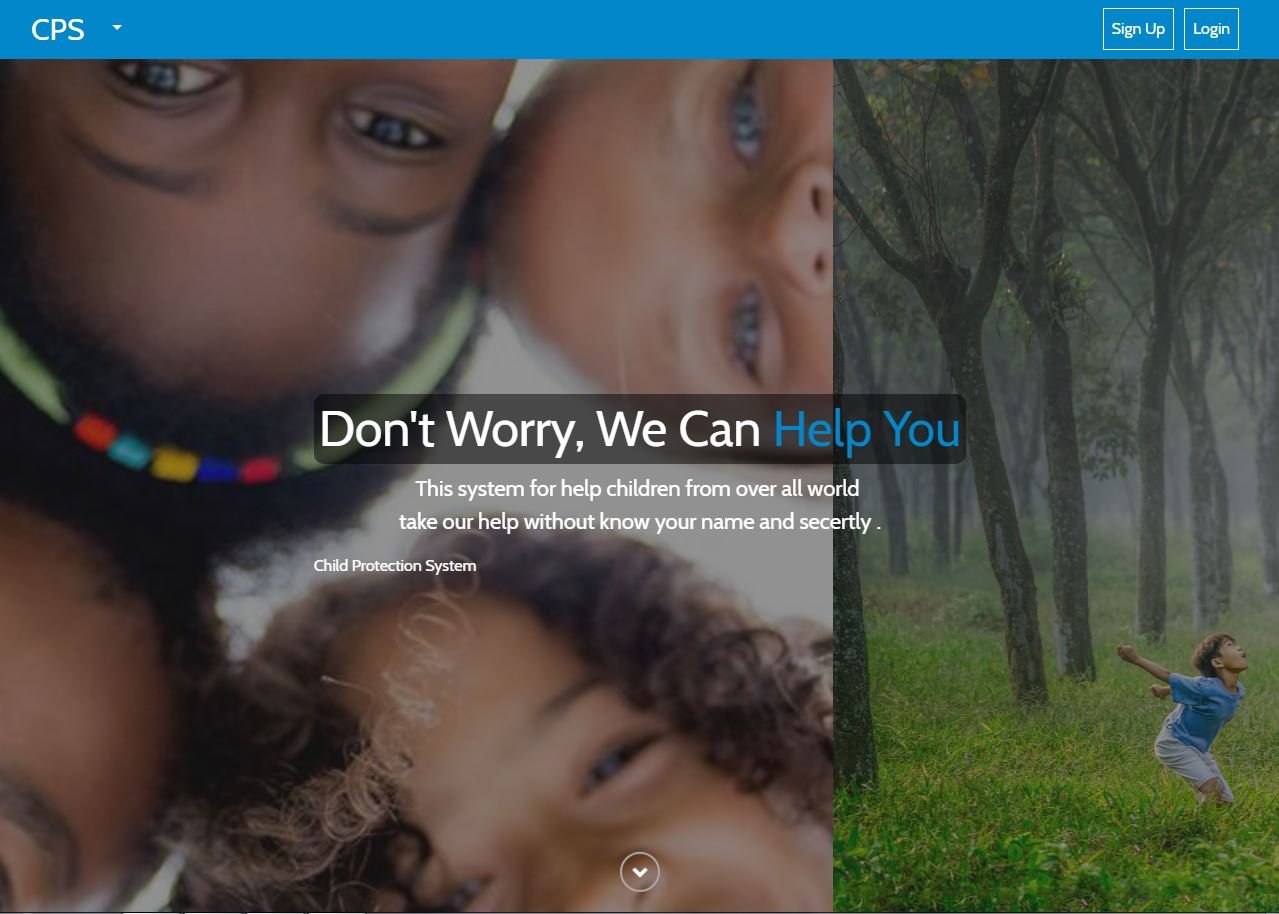 CPS
Sign Up
Login
Don't Worry, We Can Help You
This system for help children from over all world
take our help without know your name and secertly .
Child Protection System